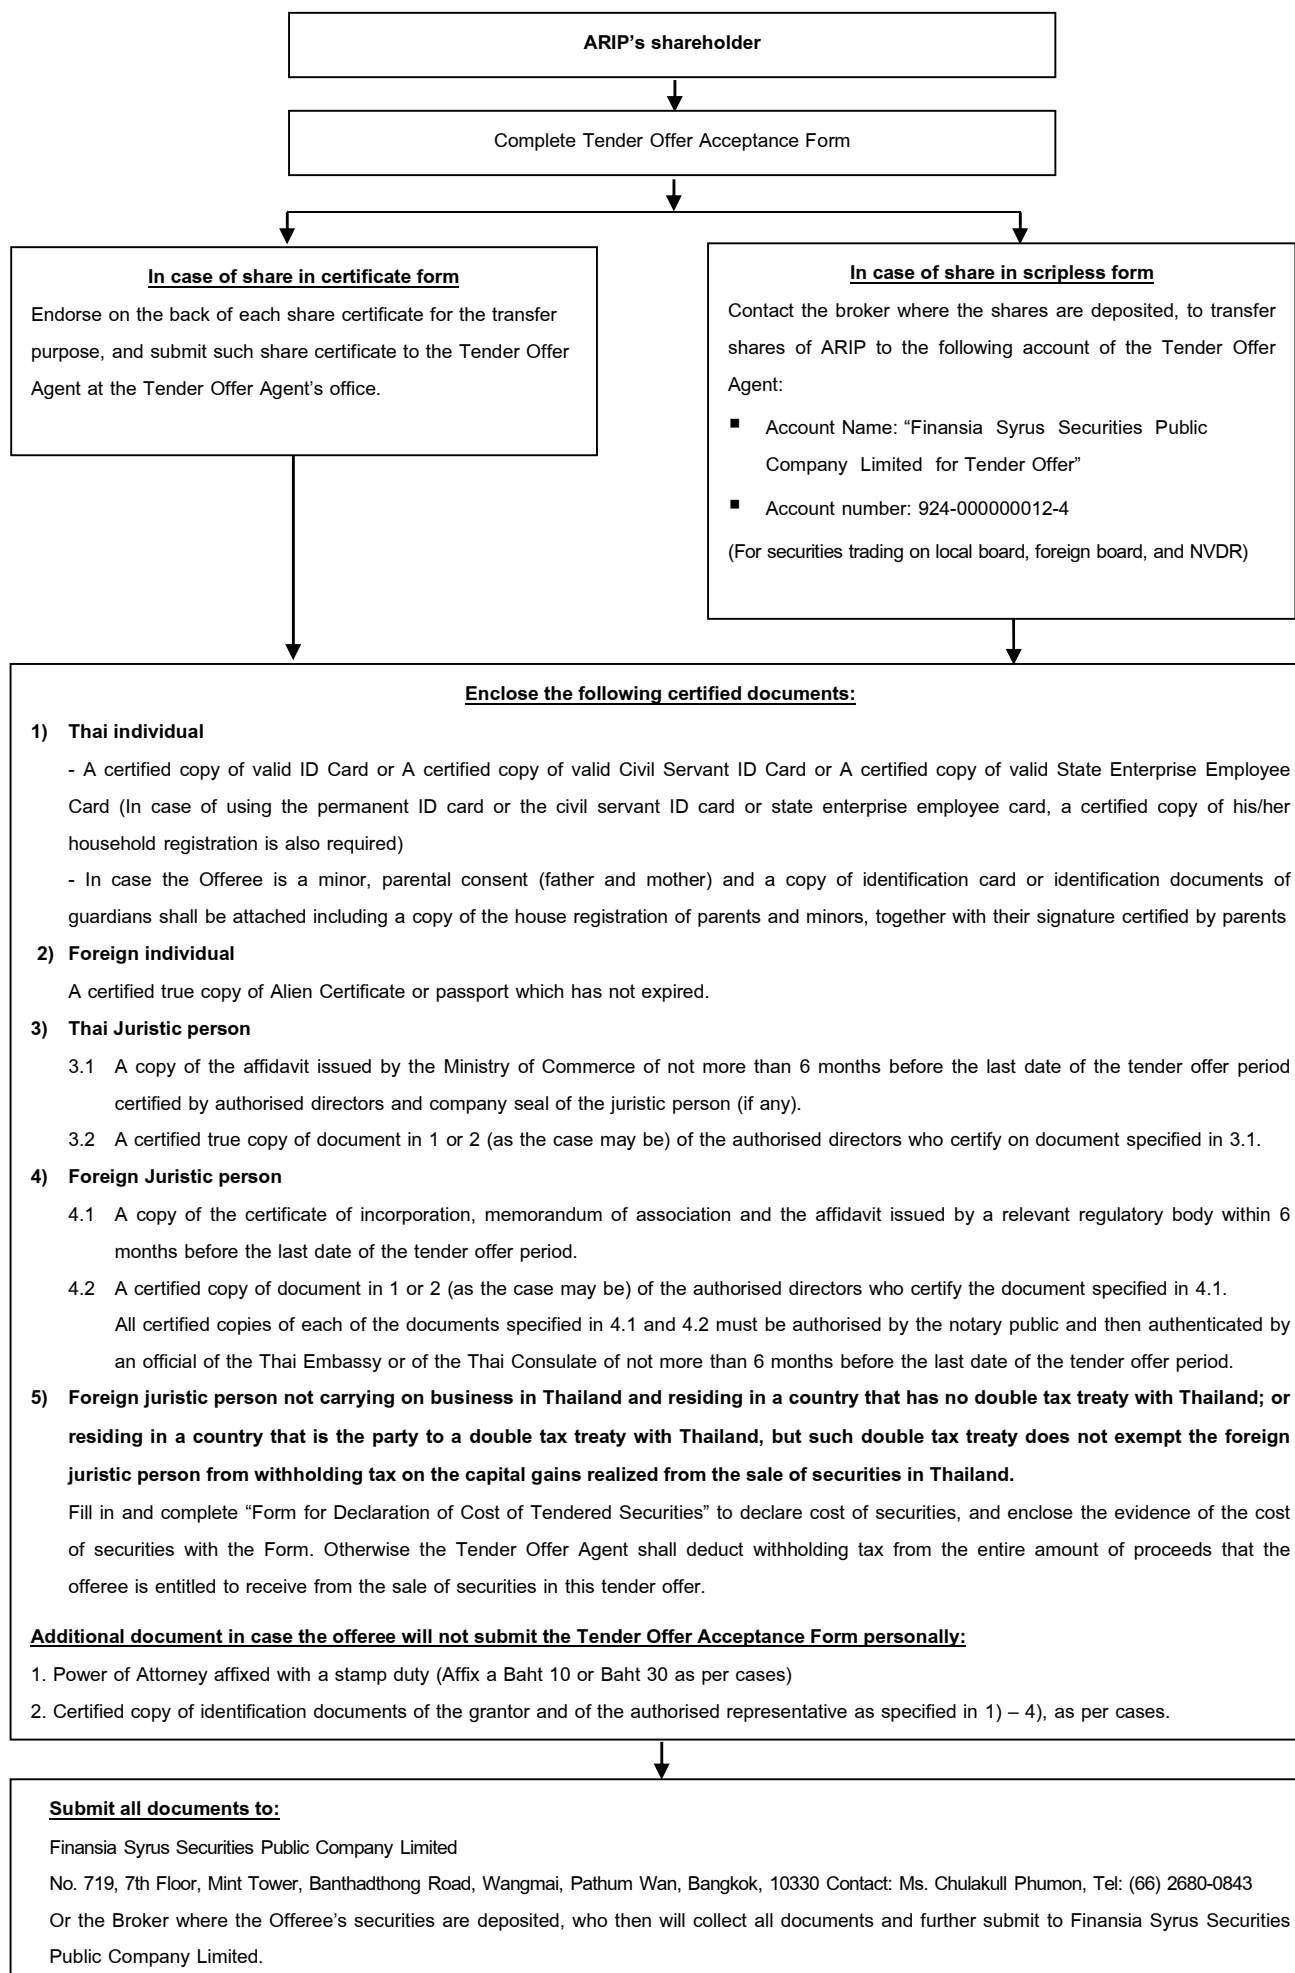 ARIP’s shareholder
Complete Tender Offer Acceptance Form
In case of share in certificate form
Endorse on the back of each share certificate for the transfer
purpose, and submit such share certificate to the Tender Offer
Agent at the Tender Offer Agent’s office.
In case of share in scripless form
Contact the broker where the shares are deposited, to transfer
shares of ARIP to the following account of the Tender Offer
Agent:
▪ Account Name: “Finansia Syrus Securities Public
Company Limited for Tender Offer”
▪ Account number: 924-000000012-4
(For securities trading on local board, foreign board, and NVDR)
Enclose the following certified documents:
1) Thai individual
- A certified copy of valid ID Card or A certified copy of valid Civil Servant ID Card or A certified copy of valid State Enterprise Employee
Card (In case of using the permanent ID card or the civil servant ID card or state enterprise employee card, a certified copy of his/her
household registration is also required)
- In case the Offeree is a minor, parental consent (father and mother) and a copy of identification card or identification documents of
guardians shall be attached including a copy of the house registration of parents and minors, together with their signature certified by parents
2) Foreign individual
A certified true copy of Alien Certificate or passport which has not expired.
3) Thai Juristic person
3.1 A copy of the affidavit issued by the Ministry of Commerce of not more than 6 months before the last date of the tender offer period
certified by authorised directors and company seal of the juristic person (if any).
3.2 A certified true copy of document in 1 or 2 (as the case may be) of the authorised directors who certify on document specified in 3.1.
4) Foreign Juristic person
4.1 A copy of the certificate of incorporation, memorandum of association and the affidavit issued by a relevant regulatory body within 6
months before the last date of the tender offer period.
4.2 A certified copy of document in 1 or 2 (as the case may be) of the authorised directors who certify the document specified in 4.1.
All certified copies of each of the documents specified in 4.1 and 4.2 must be authorised by the notary public and then authenticated by
an official of the Thai Embassy or of the Thai Consulate of not more than 6 months before the last date of the tender offer period.
5) Foreign juristic person not carrying on business in Thailand and residing in a country that has no double tax treaty with Thailand; or
residing in a country that is the party to a double tax treaty with Thailand, but such double tax treaty does not exempt the foreign
juristic person from withholding tax on the capital gains realized from the sale of securities in Thailand.
Fill in and complete “Form for Declaration of Cost of Tendered Securities” to declare cost of securities, and enclose the evidence of the cost
of securities with the Form. Otherwise the Tender Offer Agent shall deduct withholding tax from the entire amount of proceeds that the
offeree is entitled to receive from the sale of securities in this tender offer.
Additional document in case the offeree will not submit the Tender Offer Acceptance Form personally:
1. Power of Attorney affixed with a stamp duty (Affix a Baht 10 or Baht 30 as per cases)
2. Certified copy of identification documents of the grantor and of the authorised representative as specified in 1) – 4), as per cases.
Submit all documents to:
Finansia Syrus Securities Public Company Limited
No. 719, 7th Floor, Mint Tower, Banthadthong Road, Wangmai, Pathum Wan, Bangkok, 10330 Contact: Ms. Chulakull Phumon, Tel: (66) 2680-0843
Or the Broker where the Offeree’s securities are deposited, who then will collect all documents and further submit to Finansia Syrus Securities
Public Company Limited.